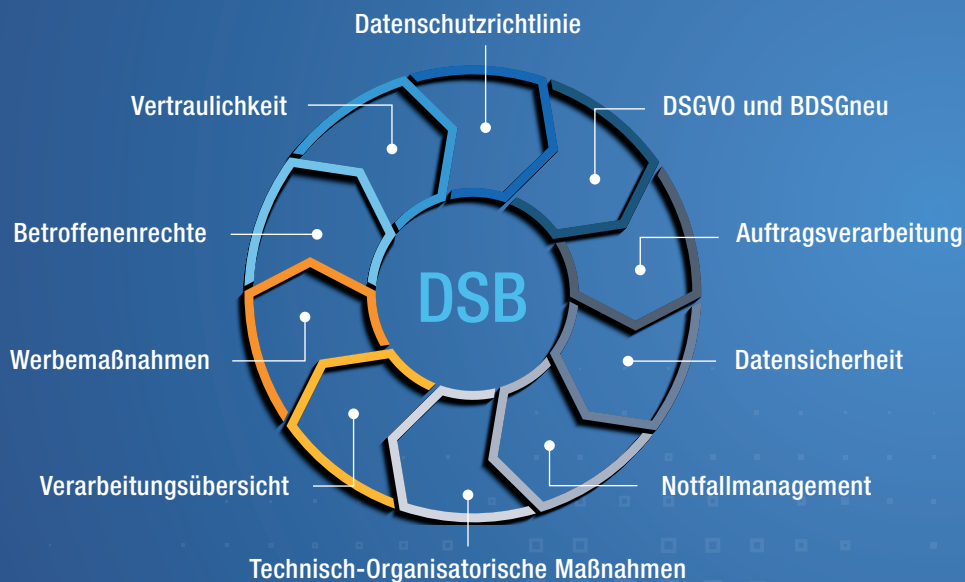 Datenschutzrichtlinie
Vertraulichkeit
DSGVO und BDSGneu
Betroffenenrechte
Auftragsverarbeitung
DSB
Werbemaßnahmen
Datensicherheit
Verarbeitungsübersicht
Notfallmanagement
Technisch-Organisatorische Maßnahmen